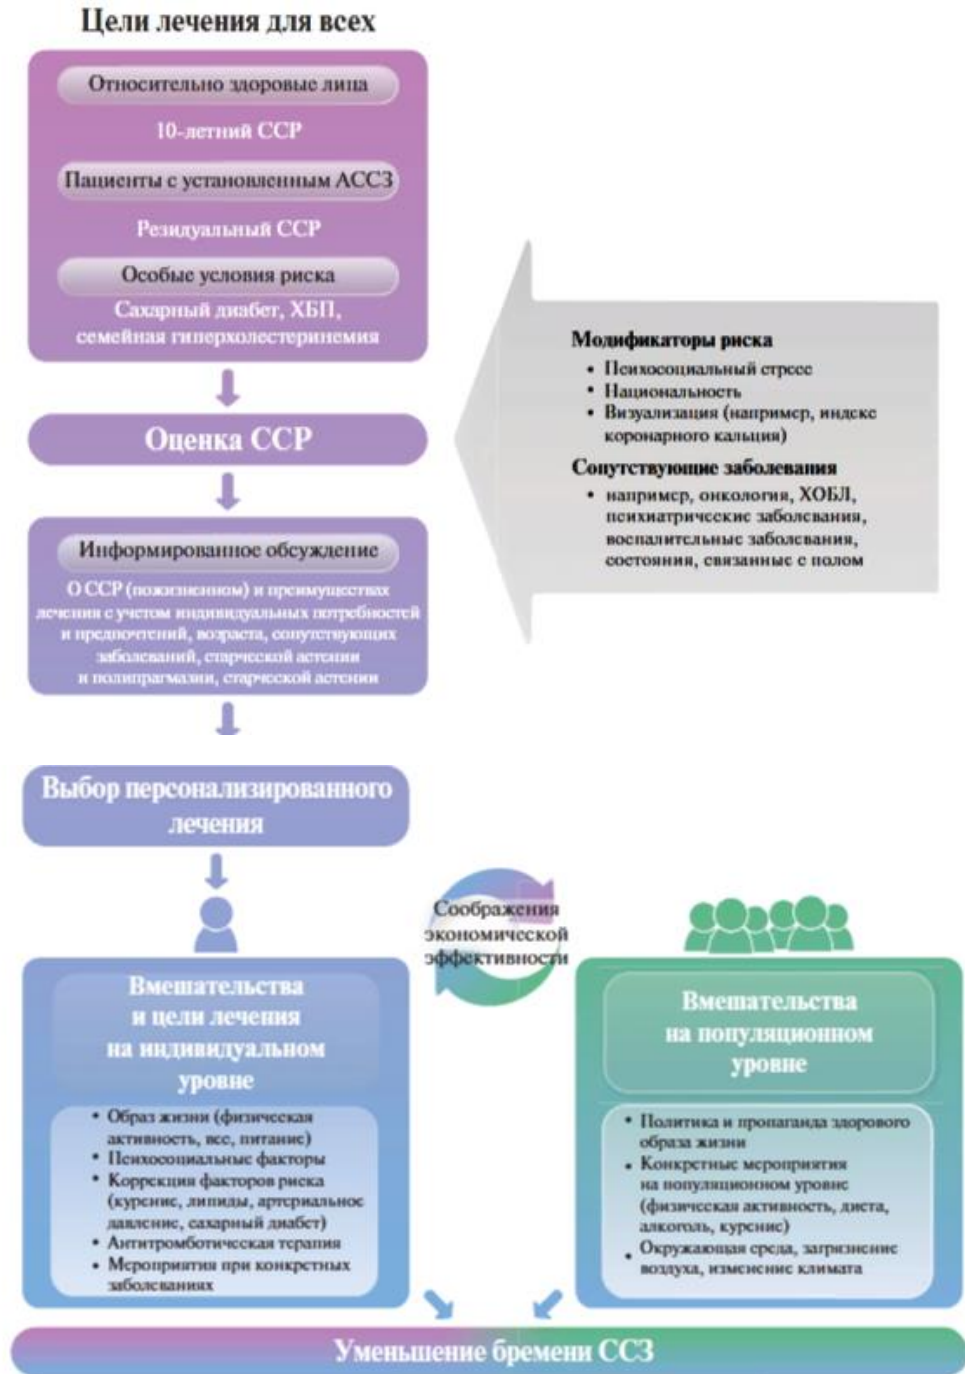 Цели лечения для всех
Относительно здоровые лица
10-летний ССР
Пациенты с установленным АССЗ
Резидуальный ССР
Особые условия риска
Сахарный диабет, ХБП,
семейная гиперхолестеринемия
Оценка ССР
Модификаторы риска
• Психосоциальный стресс
• Национальность
• Визуализация (например, индекс
коронарного кальция)
Сопутствующие заболевания
• например, онкология, ХОБЛ,
психиатрические заболевания,
воспалительные заболевания,
состояния, связанные с полом
Информированное обсуждение
О ССР (пожизненном) и преимуществах
лечения с учетом индивидуальных потребностей
и предпочтений, возраста, сопутствующих
заболеваний, старческой астении
и полипрагмазии, старческой астении
Выбор персонализированного
лечения
Соображения
экономической
эффективности
Вмешательства
и цели лечения
на индивидуальном
уровне
• Образ жизни (физическая
активность, вес, питание)
• Психосоциальные факторы
• Коррекция факторов риска
(курение, липиды, артериальное
давление, сахарный диабет)
• Антитромботическая терапия
• Мероприятия при конкретных
заболеваниях
Вмешательства
на популяционном
уровне
• Политика и пропаганда здорового
образа жизни
• Конкретные мероприятия
на популяционном уровне
(физическая активность, диета,
алкоголь, курение)
• Окружающая среда, загрязнение
воздуха, изменение климата
Уменьшение бремени ССЗ